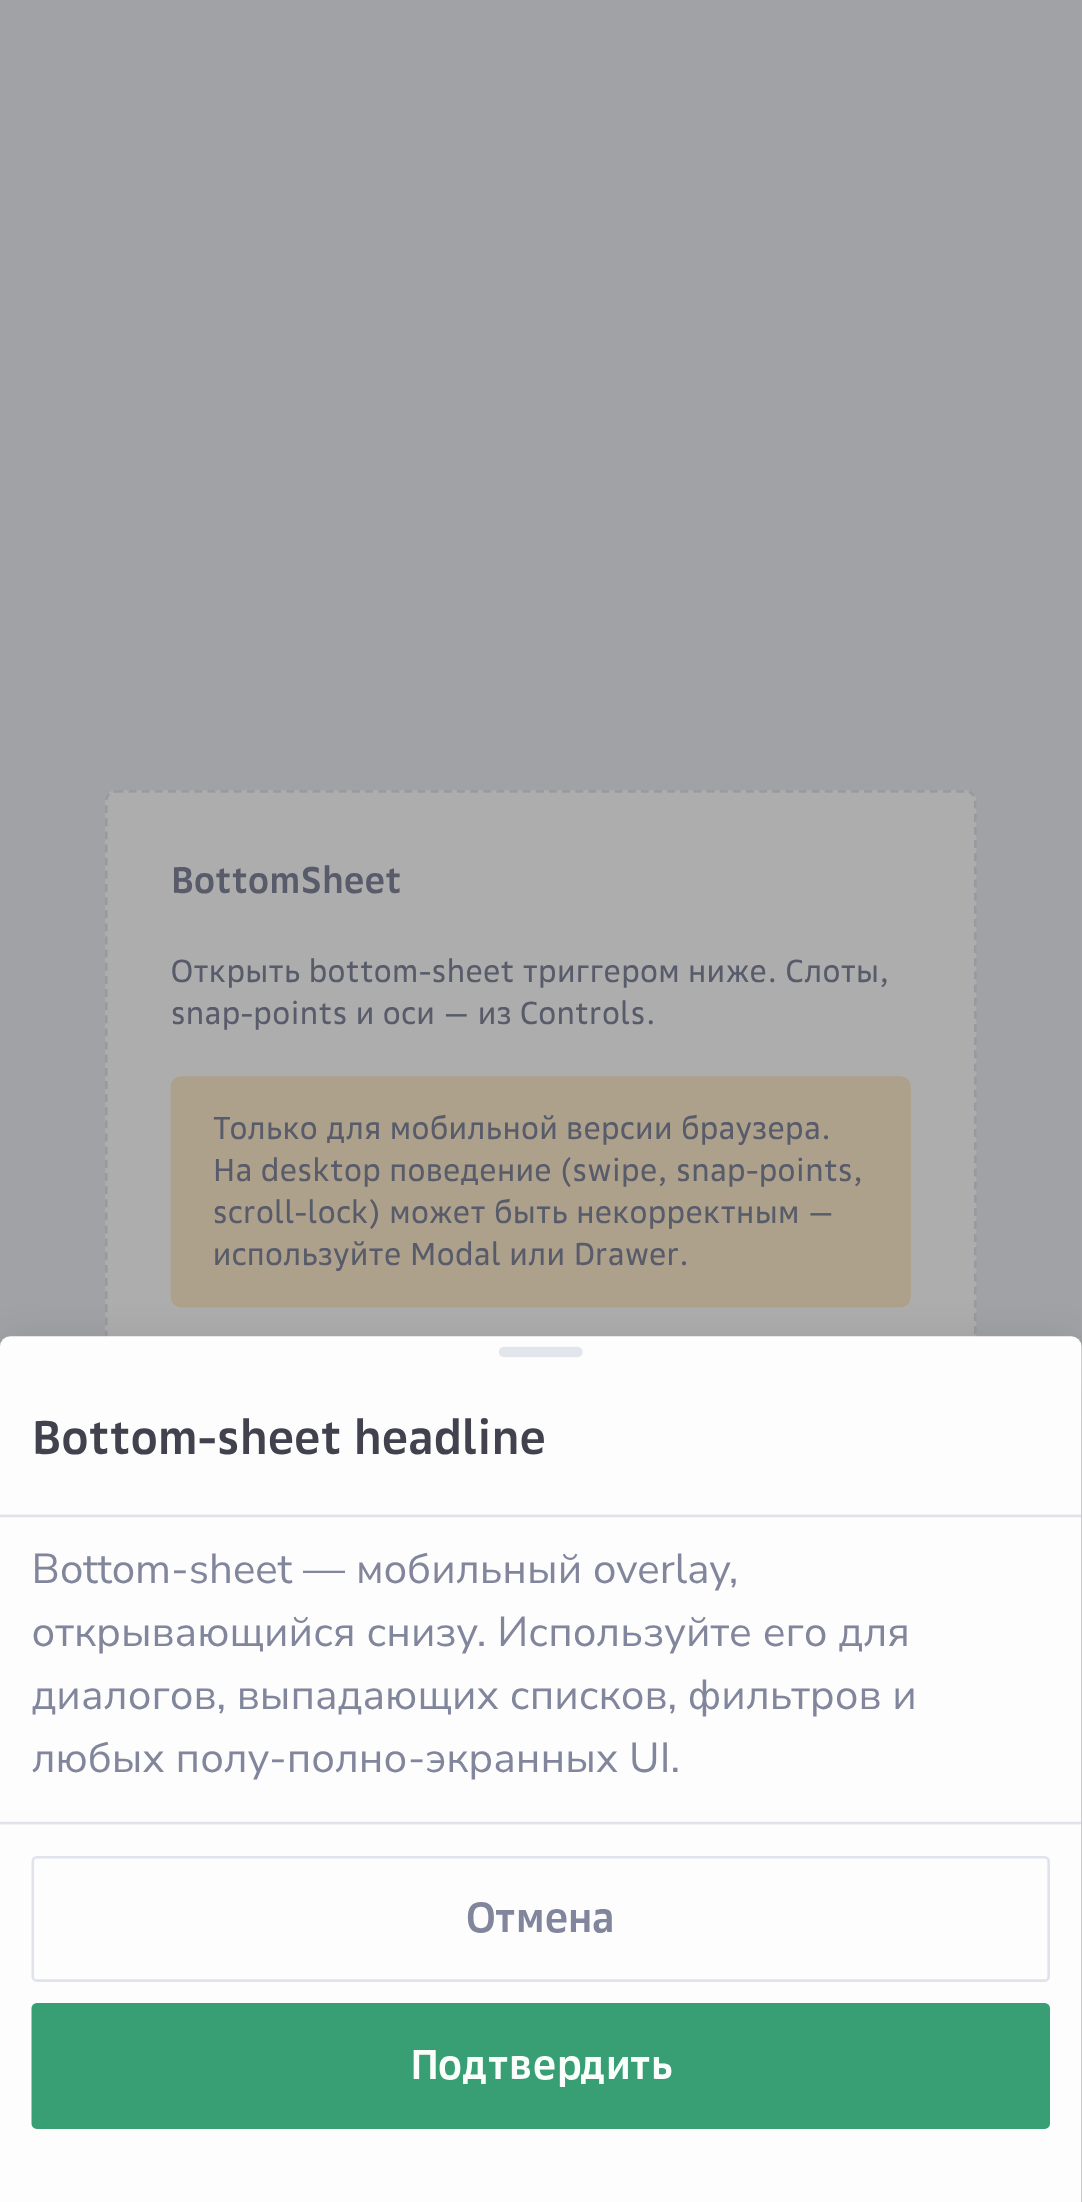 BottomSheet
Открыть bottom-sheet триггером ниже. Слоты,
snap-points и оси — из Controls.
Только для мобильной версии браузера.
На desktop поведение (swipe, snap-points,
scroll-lock) может быть некорректным —
используйте Modal или Drawer.
Bottom-sheet headline
Bottom-sheet — мобильный overlay,
открывающийся снизу. Используйте его для
диалогов, выпадающих списков, фильтров и
любых полу-полно-экранных UI.
Отмена
Подтвердить